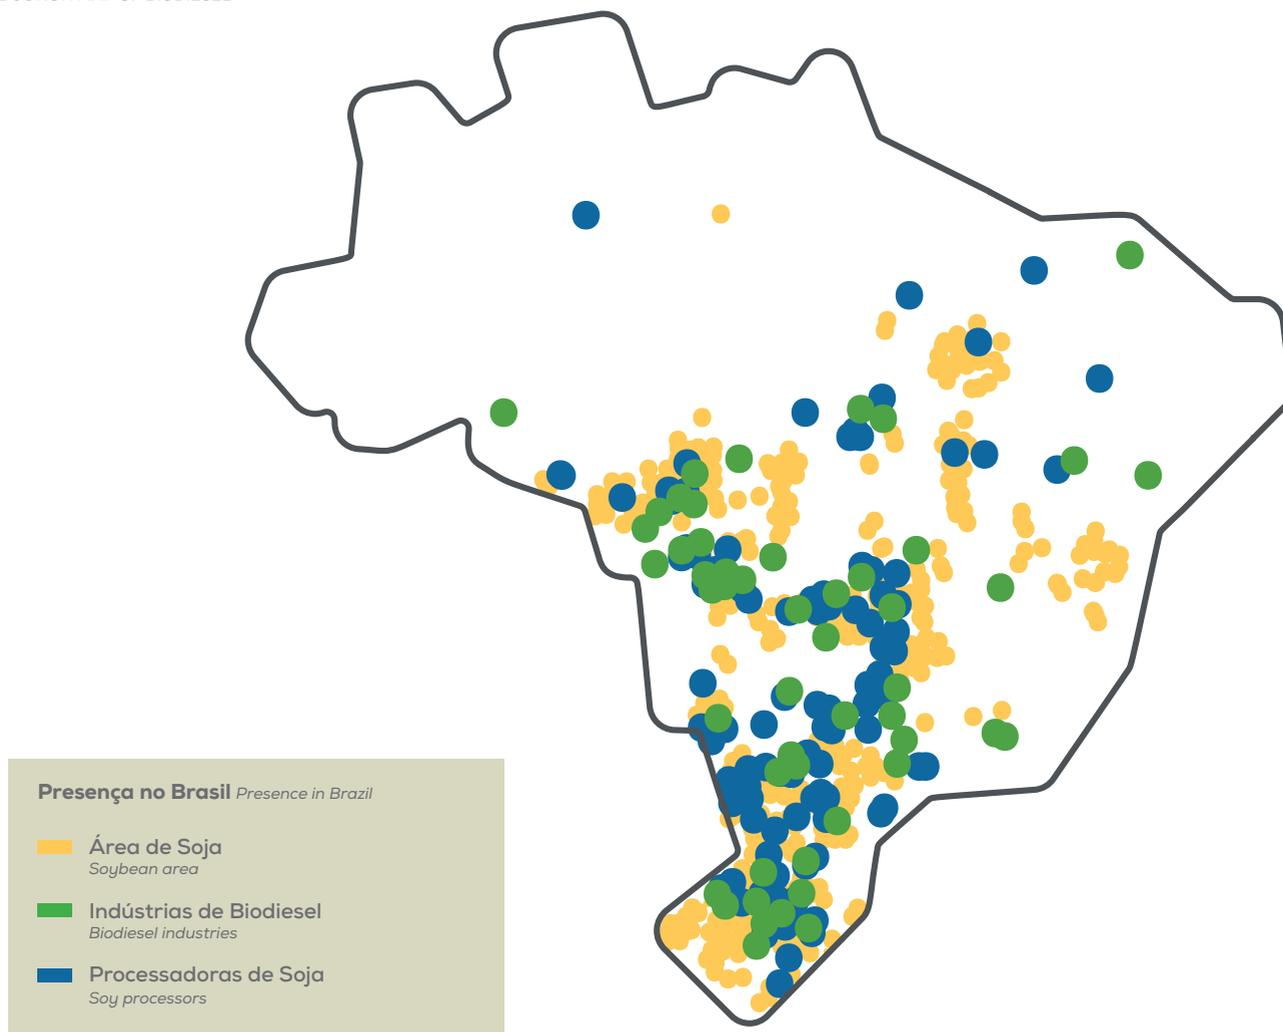 Presença no Brasil Presence in Brazil
Área de Soja
Soybean area
Indústrias de Biodiesel
Biodiesel industries
Processadoras de Soja
Soy processors